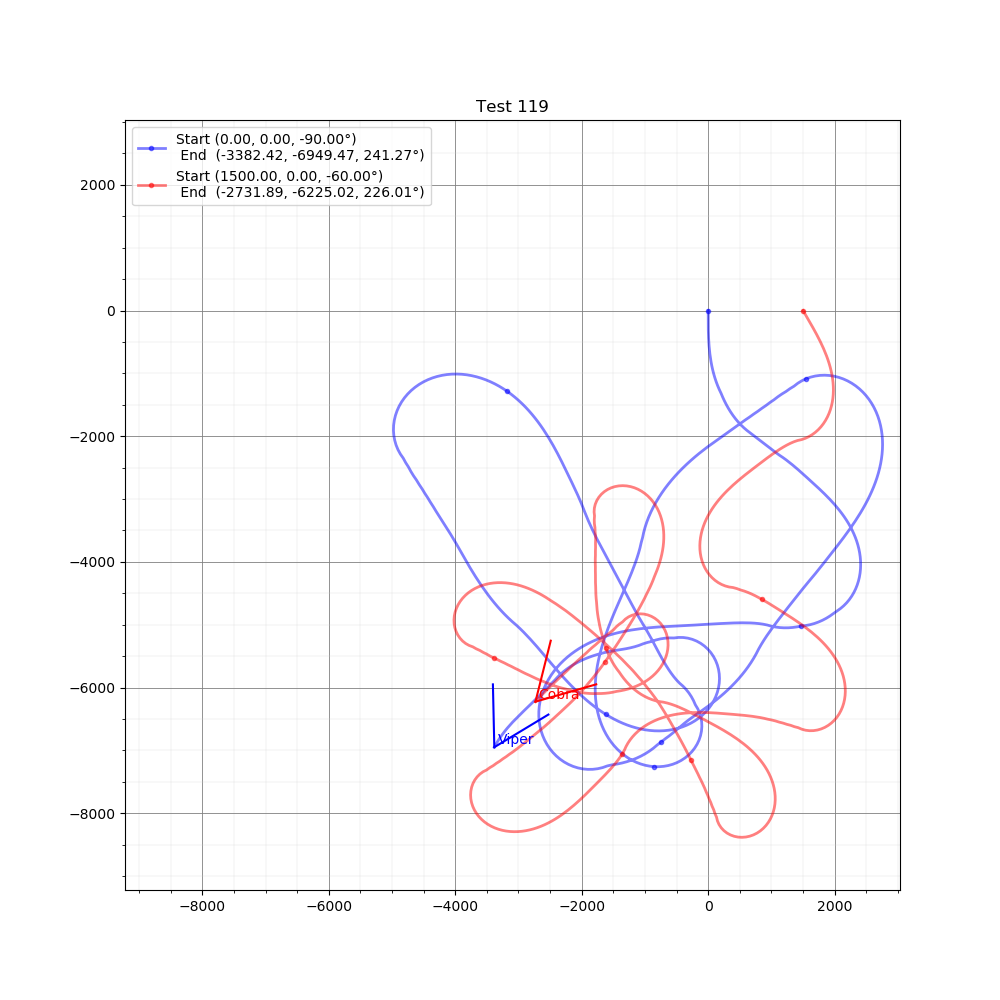 Test 119
Start (0.00, 0.00, -90.00°)
End (-3382.42, -6949.47, 241.27°)
Start (1500.00, 0.00, -60.00°)
End (-2731.89, -6225.02, 226.01°)
2000
0
−2000
−4000
−6000
−8000
Cobra
Viper
−8000 −6000 −4000 −2000 0 2000